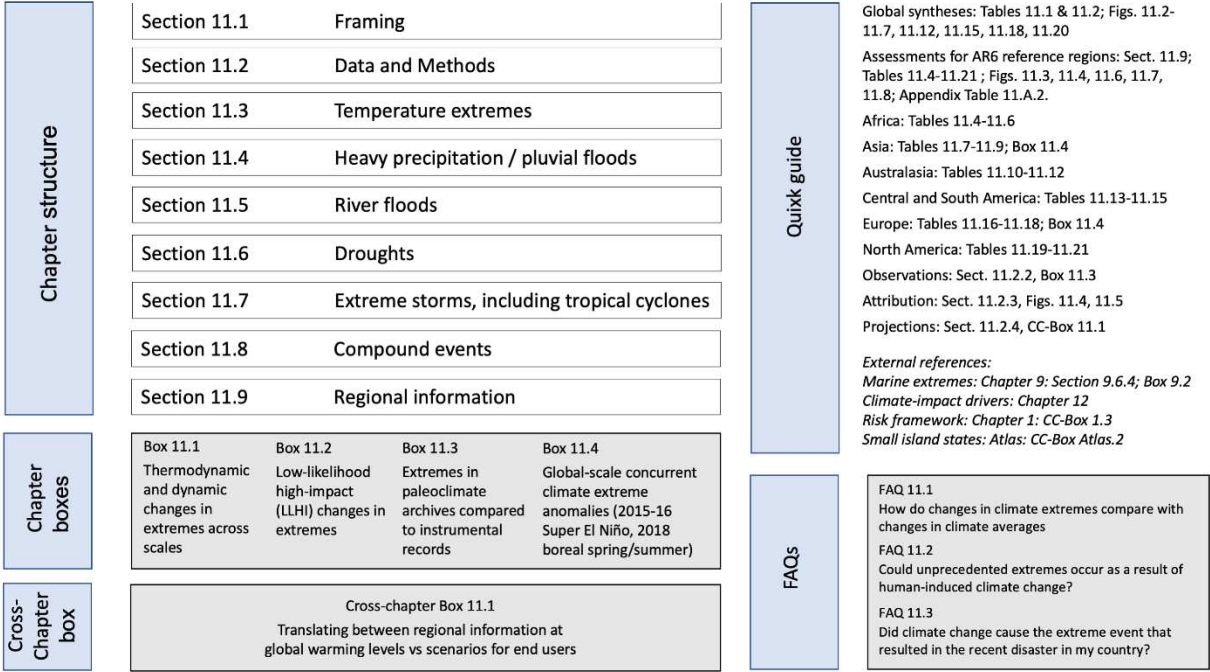 Chapter structure
Section 11.1 Framing
Section 11.2 Data and Methods
Section 11.3 Temperature extremes
Section 11.4 Heavy precipitation / pluvial floods
Section 11.5 River floods
Section 11.6 Droughts
Section 11.7 Extreme storms, including tropical cyclones
Section 11.8 Compound events
Section 11.9 Regional information
Chapter
boxes
Box 11.1
Thermodynamic
and dynamic
changes in
extremes across
scales
Box 11.2
Low-likelihood
high-impact
(LLHI) changes in
extremes
Box 11.3
Extremes in
paleoclimate
archives compared
to instrumental
records
Box 11.4
Global-scale concurrent
climate extreme
anomalies (2015-16
Super El Niño, 2018
boreal spring/summer)
Cross-
Chapter
box
Cross-chapter Box 11.1
Translating between regional information at
global warming levels vs scenarios for end users
Quixk guide
Global syntheses: Tables 11.1 & 11.2; Figs. 11.2-
11.7, 11.12, 11.15, 11.18, 11.20
Assessments for AR6 reference regions: Sect. 11.9;
Tables 11.4-11.21 ; Figs. 11.3, 11.4, 11.6, 11.7,
11.8; Appendix Table 11.A.2.
Africa: Tables 11.4-11.6
Asia: Tables 11.7-11.9; Box 11.4
Australasia: Tables 11.10-11.12
Central and South America: Tables 11.13-11.15
Europe: Tables 11.16-11.18; Box 11.4
North America: Tables 11.19-11.21
Observations: Sect. 11.2.2, Box 11.3
Attribution: Sect. 11.2.3, Figs. 11.4, 11.5
Projections: Sect. 11.2.4, CC-Box 11.1
External references:
Marine extremes: Chapter 9: Section 9.6.4; Box 9.2
Climate-impact drivers: Chapter 12
Risk framework: Chapter 1: CC-Box 1.3
Small island states: Atlas: CC-Box Atlas.2
FAQs
FAQ 11.1
How do changes in climate extremes compare with
changes in climate averages
FAQ 11.2
Could unprecedented extremes occur as a result of
human-induced climate change?
FAQ 11.3
Did climate change cause the extreme event that
resulted in the recent disaster in my country?